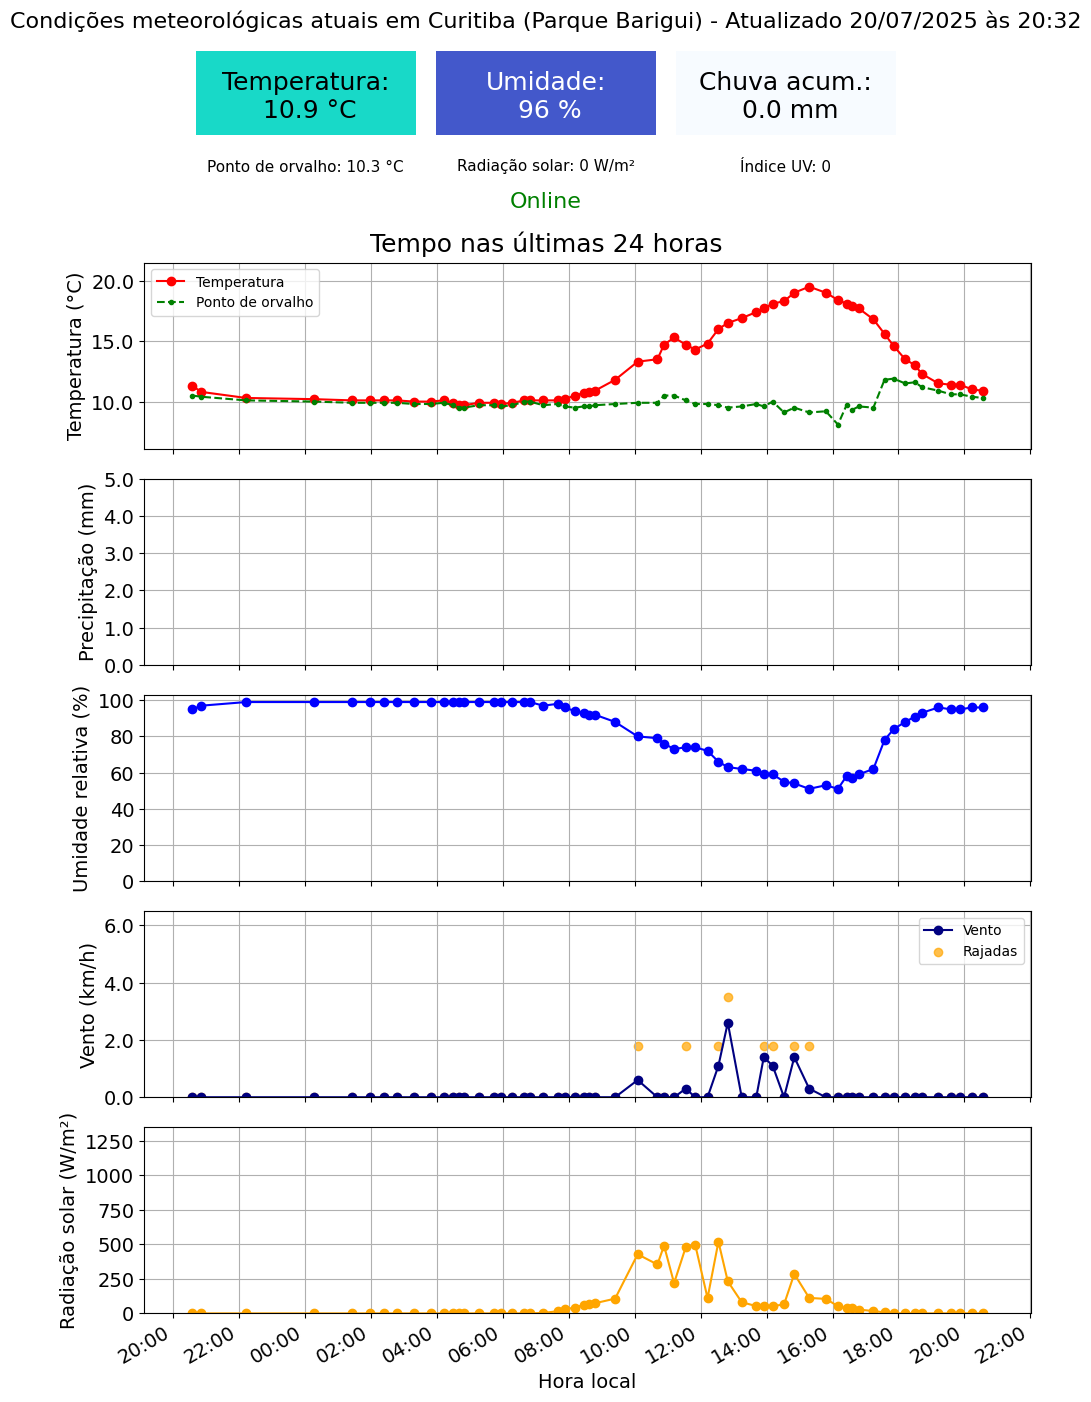 Condições meteorológicas atuais em Curitiba (Parque Barigui) - Atualizado 20/07/2025 às 20:32
Temperatura:
10.9 °C
Umidade:
96 %
Chuva acum.:
0.0 mm
Ponto de orvalho: 10.3 °C
Radiação solar: 0 W/m²
Índice UV: 0
Online
Tempo nas últimas 24 horas
Temperatura (°C)
20.0
15.0
10.0
Temperatura
Ponto de orvalho
Precipitação (mm)
5.0
4.0
3.0
2.0
1.0
0.0
Umidade relativa (%)
100
80
60
40
20
0
Vento (km/h)
6.0
4.0
2.0
0.0
Vento
Rajadas
Radiação solar (W/m²)
1250
1000
750
500
250
0
20:00
22:00
00:00
02:00
04:00
06:00
08:00
10:00
12:00
14:00
16:00
18:00
20:00
22:00
Hora local